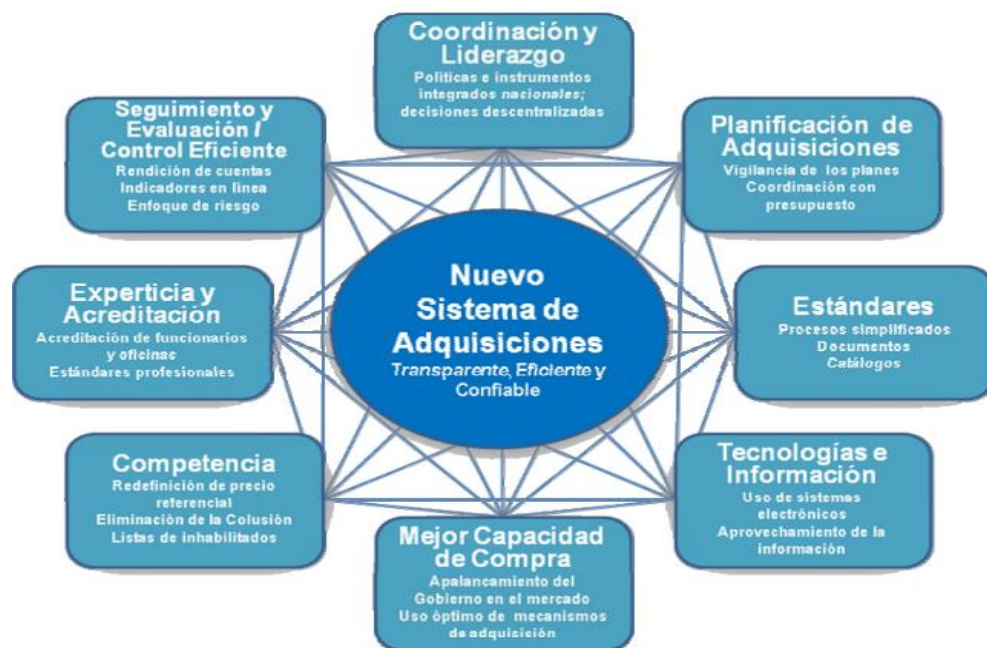 Coordinación y
Liderazgo
Políticas e instrumentos
integrados nacionales;
decisiones descentralizadas
Seguimiento y
Evaluación /
Control Eficiente
Rendición de cuentas
Indicadores en línea
Enfoque de riesgo
Planificación de
Adquisiciones
Vigilancia de los planes
Coordinación con
presupuesto
Nuevo
Sistema de
Adquisiciones
Transparente, Eficiente y
Confiable
Experticia y
Acreditación
Acreditación de funcionarios
y oficinas
Estándares profesionales
Estándares
Procesos simplificados
Documentos
Catálogos
Competencia
Redefinición de precio
referencial
Eliminación de la Colusión
Listas de inhabilitados
Tecnologías e
Información
Uso de sistemas
electrónicos
Aprovechamiento de la
información
Mejor Capacidad
de Compra
Apalancamiento del
Gobierno en el mercado
Uso óptimo de mecanismos
de adquisición